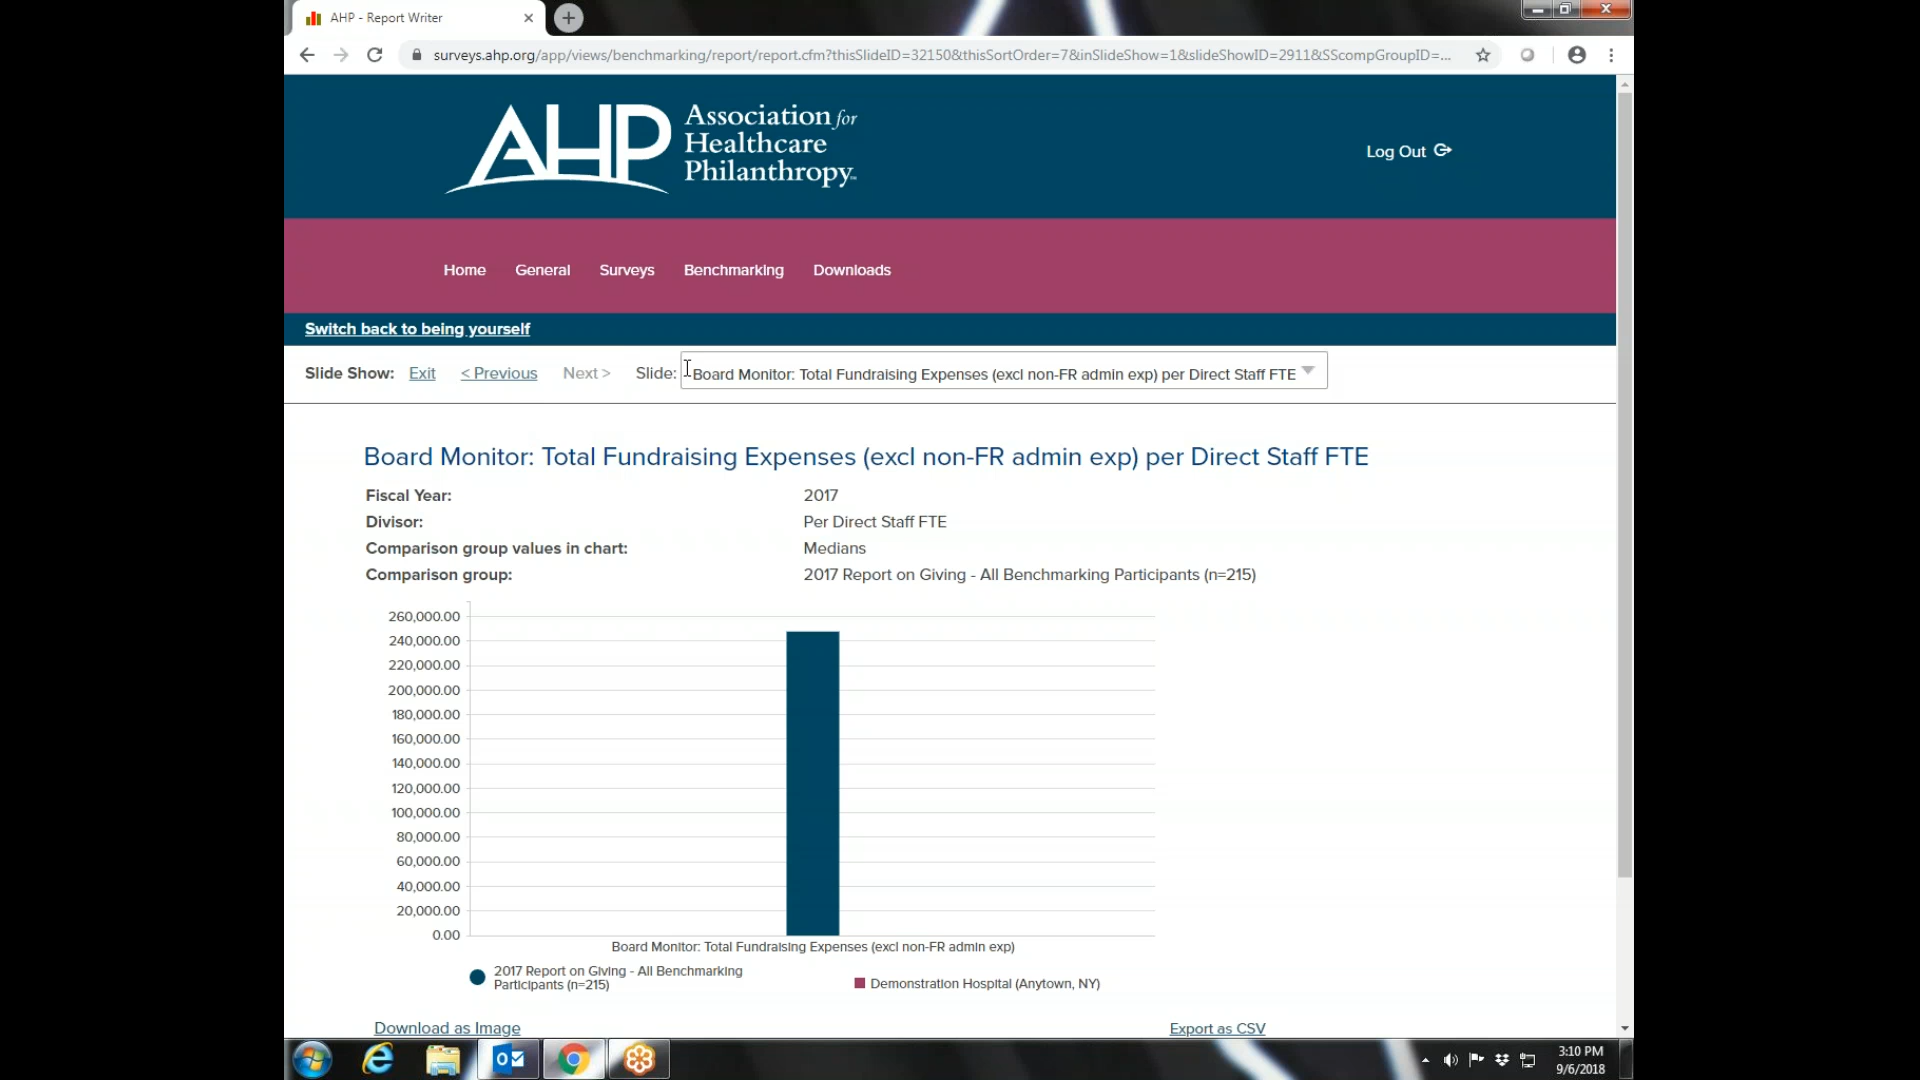 AHP - Report Writer
surveys.ahp.org/app/views/benchmarking/report/report.cfm?thisSlideID=32150&thisSortOrder=7&inSlideShow=1&slideShowID=2911&SScompGroupID=...
AHP
Association for
Healthcare
Philanthropy™
Log Out
Home General Surveys Benchmarking Downloads
Switch back to being yourself
Slide Show: Exit < Previous Next > Slide: Board Monitor: Total Fundraising Expenses (excl non-FR admin exp) per Direct Staff FTE
Board Monitor: Total Fundraising Expenses (excl non-FR admin exp) per Direct Staff FTE
Fiscal Year: 2017
Divisor: Per Direct Staff FTE
Comparison group values in chart: Medians
Comparison group: 2017 Report on Giving - All Benchmarking Participants (n=215)
260,000.00
240,000.00
220,000.00
200,000.00
180,000.00
160,000.00
140,000.00
120,000.00
100,000.00
80,000.00
60,000.00
40,000.00
20,000.00
0.00
Board Monitor: Total Fundraising Expenses (excl non-FR admin exp)
2017 Report on Giving - All Benchmarking
Participants (n=215)
Demonstration Hospital (Anytown, NY)
Download as Image Export as CSV
3:10 PM
9/6/2018